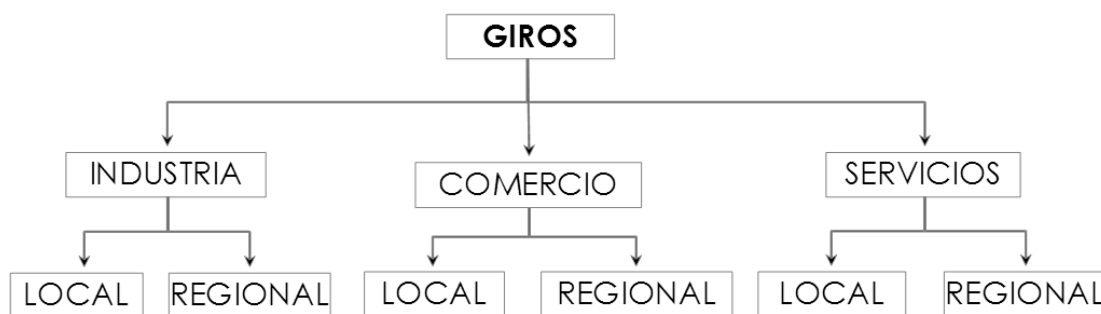 GIROS
INDUSTRIA
COMERCIO
SERVICIOS
LOCAL
REGIONAL
LOCAL
REGIONAL
LOCAL
REGIONAL